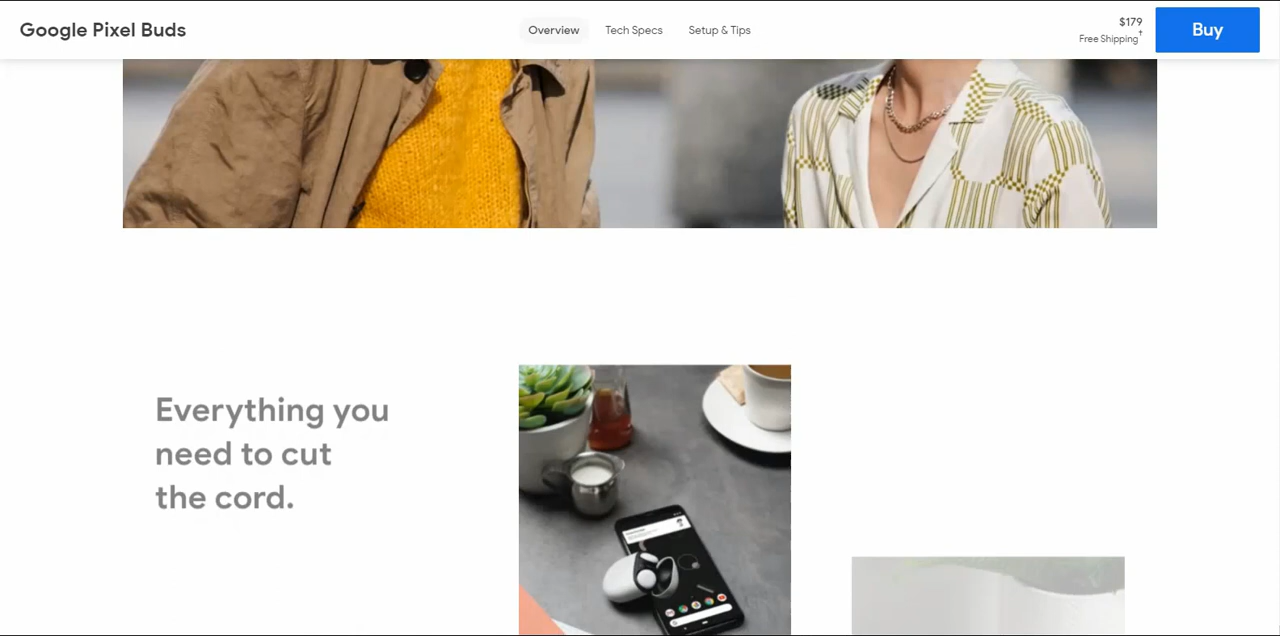 Google Pixel Buds
Overview
Tech Specs
Setup & Tips
$179
Free Shipping†
Buy
Everything you
need to cut
the cord.